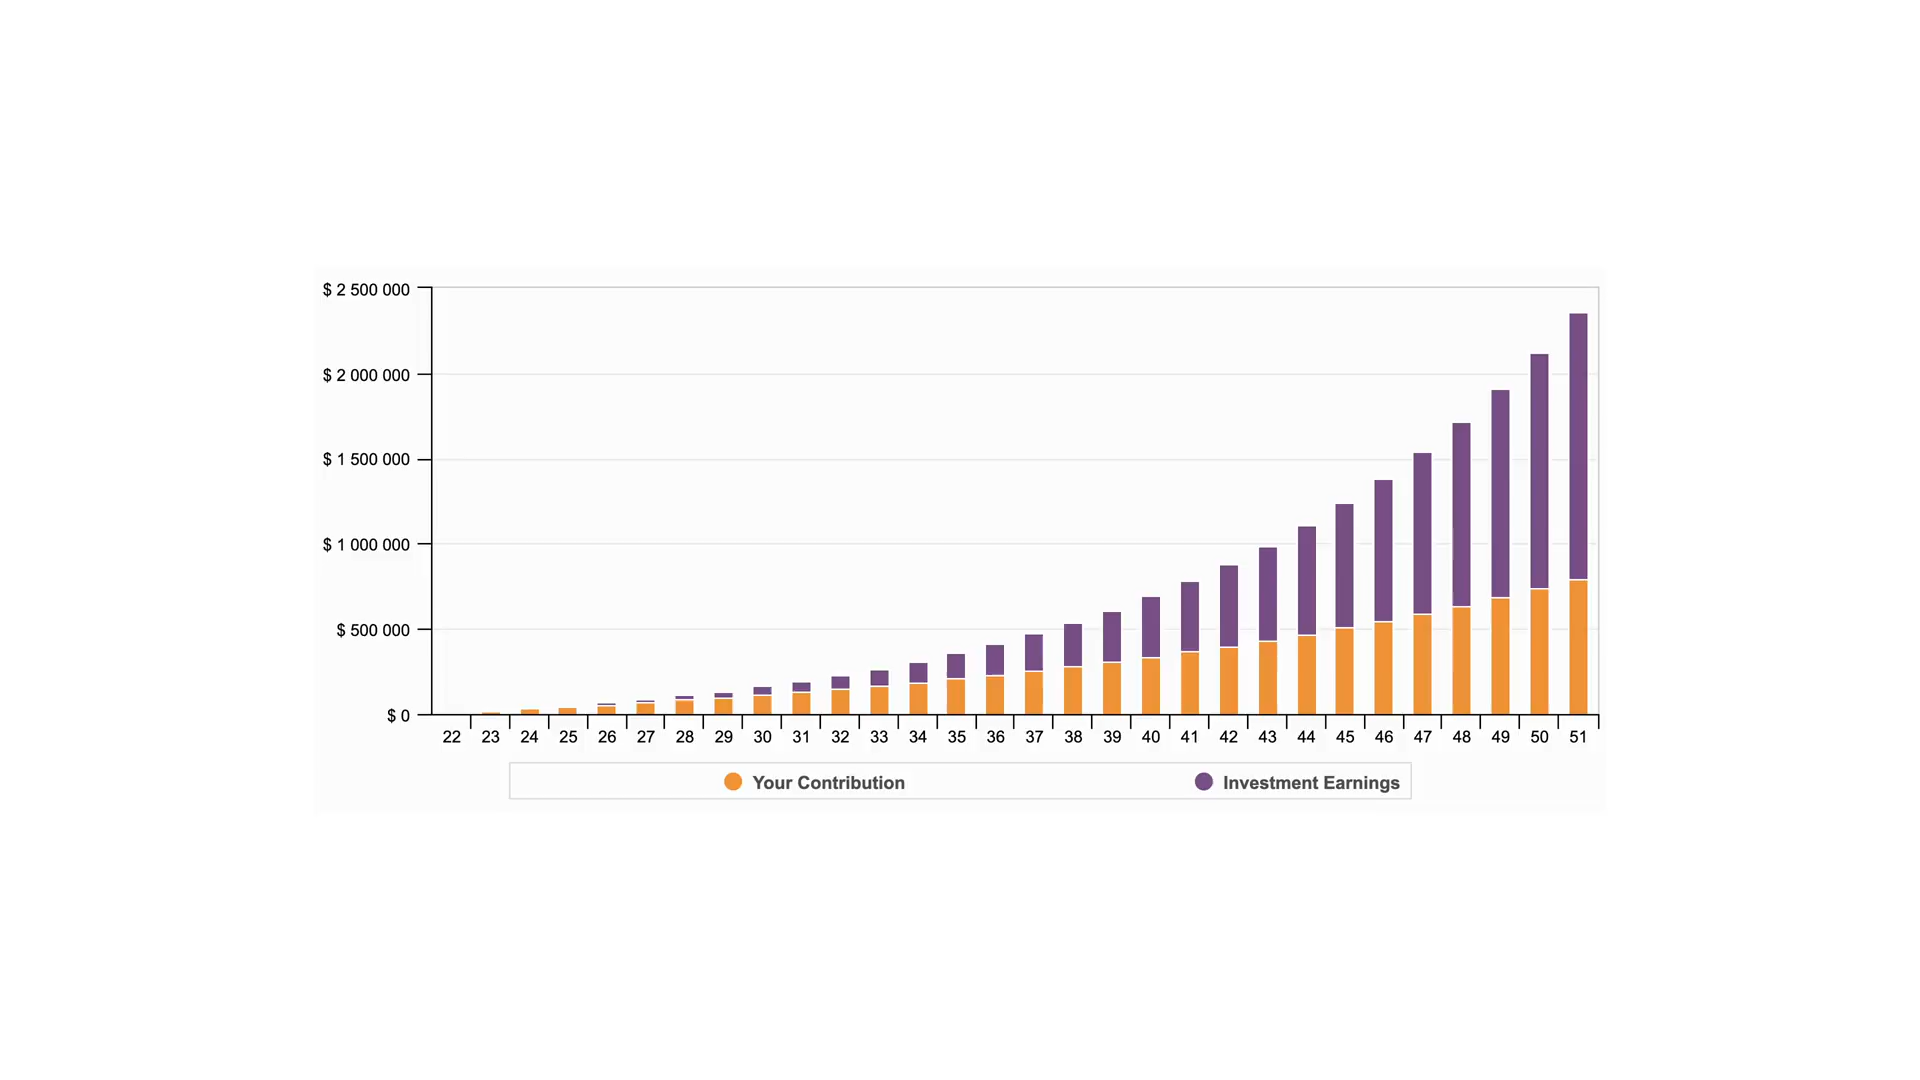 $ 2 500 000
$ 2 000 000
$ 1 500 000
$ 1 000 000
$ 500 000
$ 0
22 23 24 25 26 27 28 29 30 31 32 33 34 35 36 37 38 39 40 41 42 43 44 45 46 47 48 49 50 51
Your Contribution Investment Earnings